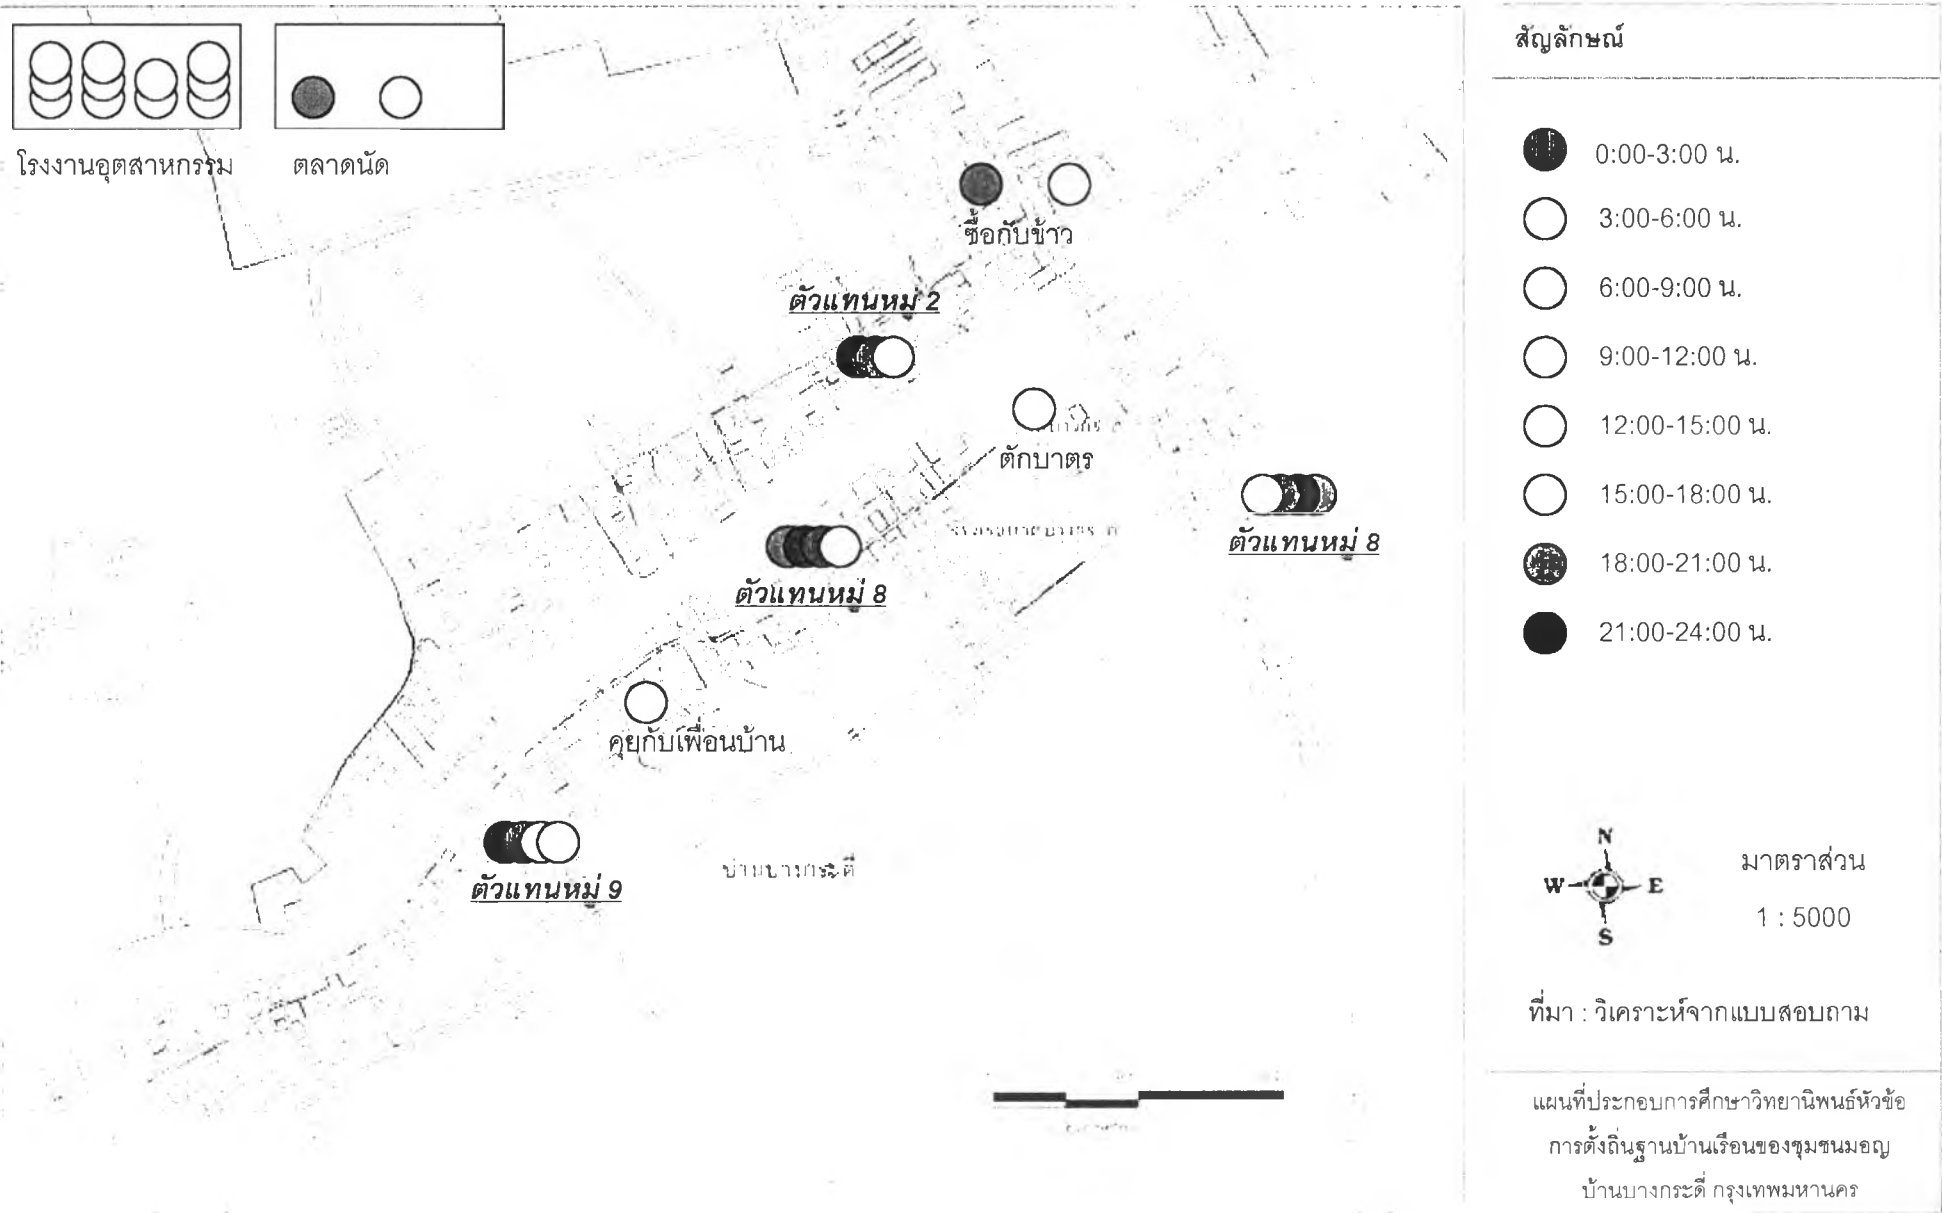 โรงงานอุตสาหกรรม
ตลาดนัด
ซื้อกับข้าว
ตัวแทนหมู่ 2
ตักบาตร
ตัวแทนหมู่ 8
ตัวแทนหมู่ 8
คุยกับเพื่อนบ้าน
ตัวแทนหมู่ 9
บ้านบางกระดี่
สัญลักษณ์
0:00-3:00 น.
3:00-6:00 น.
6:00-9:00 น.
9:00-12:00 น.
12:00-15:00 น.
15:00-18:00 น.
18:00-21:00 น.
21:00-24:00 น.
N
W E
S
มาตราส่วน
1 : 5000
ที่มา : วิเคราะห์จากแบบสอบถาม
แผนที่ประกอบการศึกษาวิทยานิพนธ์หัวข้อ
การตั้งถิ่นฐานบ้านเรือนของชุมชนมอญ
บ้านบางกระดี่ กรุงเทพมหานคร